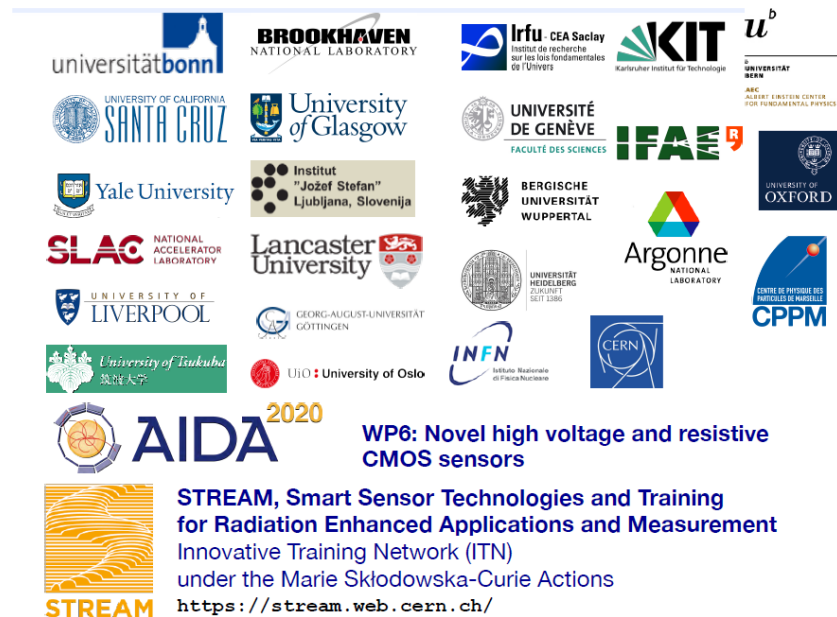 universitätbonn
BROOKHAVEN
NATIONAL LABORATORY
Irfu - CEA Saclay
Institut de recherche
sur les lois fondamentales
de l'Univers
KIT
Karlsruher Institut für Technologie
u b
UNIVERSITÄT
BERN
AEC
ALBERT EINSTEIN CENTER
FOR FUNDAMENTAL PHYSICS
UNIVERSITY OF CALIFORNIA
SANTA CRUZ
University
of Glasgow
UNIVERSITÉ
DE GENÈVE
FACULTÉ DES SCIENCES
IFAE R
UNIVERSITY OF
OXFORD
Yale University
Institut
"Jožef Stefan"
Ljubljana, Slovenija
BERGISCHE
UNIVERSITÄT
WUPPERTAL
Argonne
NATIONAL
LABORATORY
SLAC
NATIONAL
ACCELERATOR
LABORATORY
Lancaster
University
UNIVERSITÄT
HEIDELBERG
ZUKUNFT
SEIT 1386
CENTRE DE PHYSIQUE DES
PARTICULES DE MARSEILLE
CPPM
UNIVERSITY OF
LIVERPOOL
GEORG-AUGUST-UNIVERSITÄT
GÖTTINGEN
INFN
Istituto Nazionale
di Fisica Nucleare
CERN
University of Tsukuba
筑波大学
UiO : University of Oslo
AIDA 2020
WP6: Novel high voltage and resistive
CMOS sensors
STREAM
STREAM, Smart Sensor Technologies and Training
for Radiation Enhanced Applications and Measurement
Innovative Training Network (ITN)
under the Marie Skłodowska-Curie Actions
https://stream.web.cern.ch/